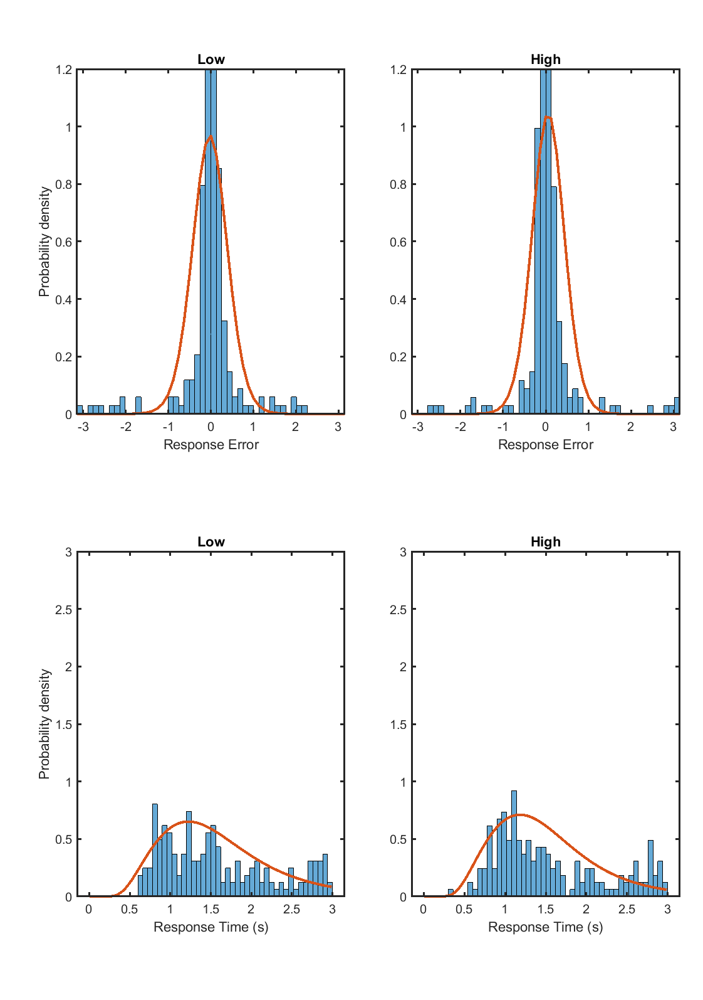 Low
High
1.2
1
0.8
0.6
0.4
0.2
0
Probability density
-3 -2 -1 0 1 2 3
Response Error
1.2
1
0.8
0.6
0.4
0.2
0
-3 -2 -1 0 1 2 3
Response Error
Low
High
3
2.5
2
1.5
1
0.5
0
Probability density
0 0.5 1 1.5 2 2.5 3
Response Time (s)
3
2.5
2
1.5
1
0.5
0
0 0.5 1 1.5 2 2.5 3
Response Time (s)